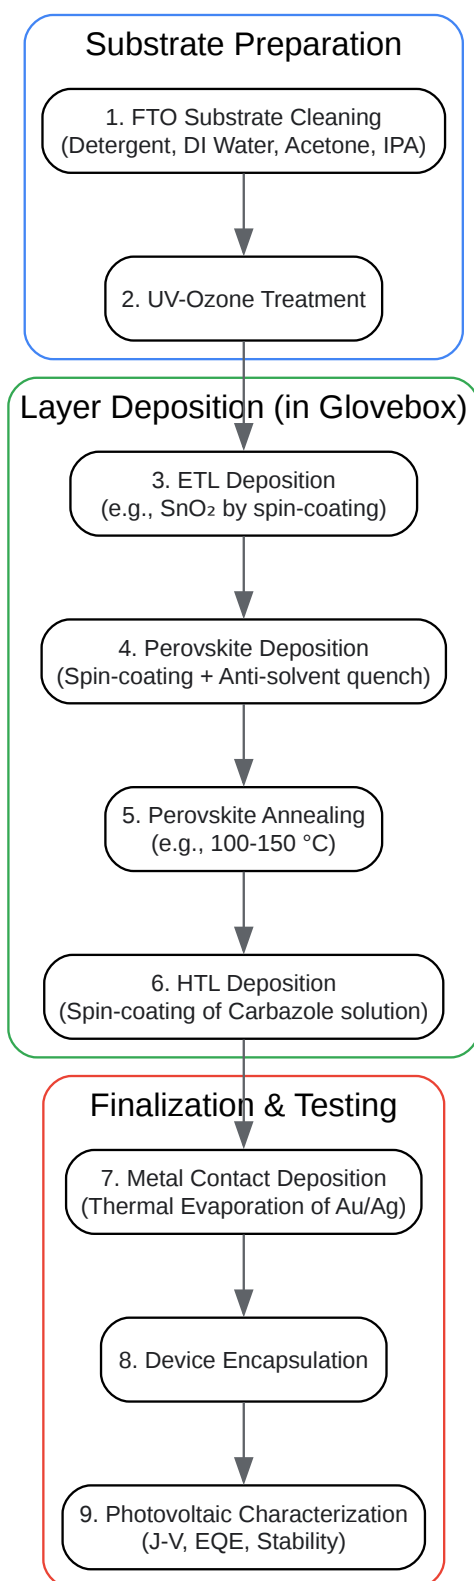 Substrate Preparation
1. FTO Substrate Cleaning
(Detergent, DI Water, Acetone, IPA)
2. UV-Ozone Treatment
Layer Deposition (in Glovebox)
3. ETL Deposition
(e.g., SnO₂ by spin-coating)
4. Perovskite Deposition
(Spin-coating + Anti-solvent quench)
5. Perovskite Annealing
(e.g., 100-150 °C)
6. HTL Deposition
(Spin-coating of Carbazole solution)
Finalization & Testing
7. Metal Contact Deposition
(Thermal Evaporation of Au/Ag)
8. Device Encapsulation
9. Photovoltaic Characterization
(J-V, EQE, Stability)